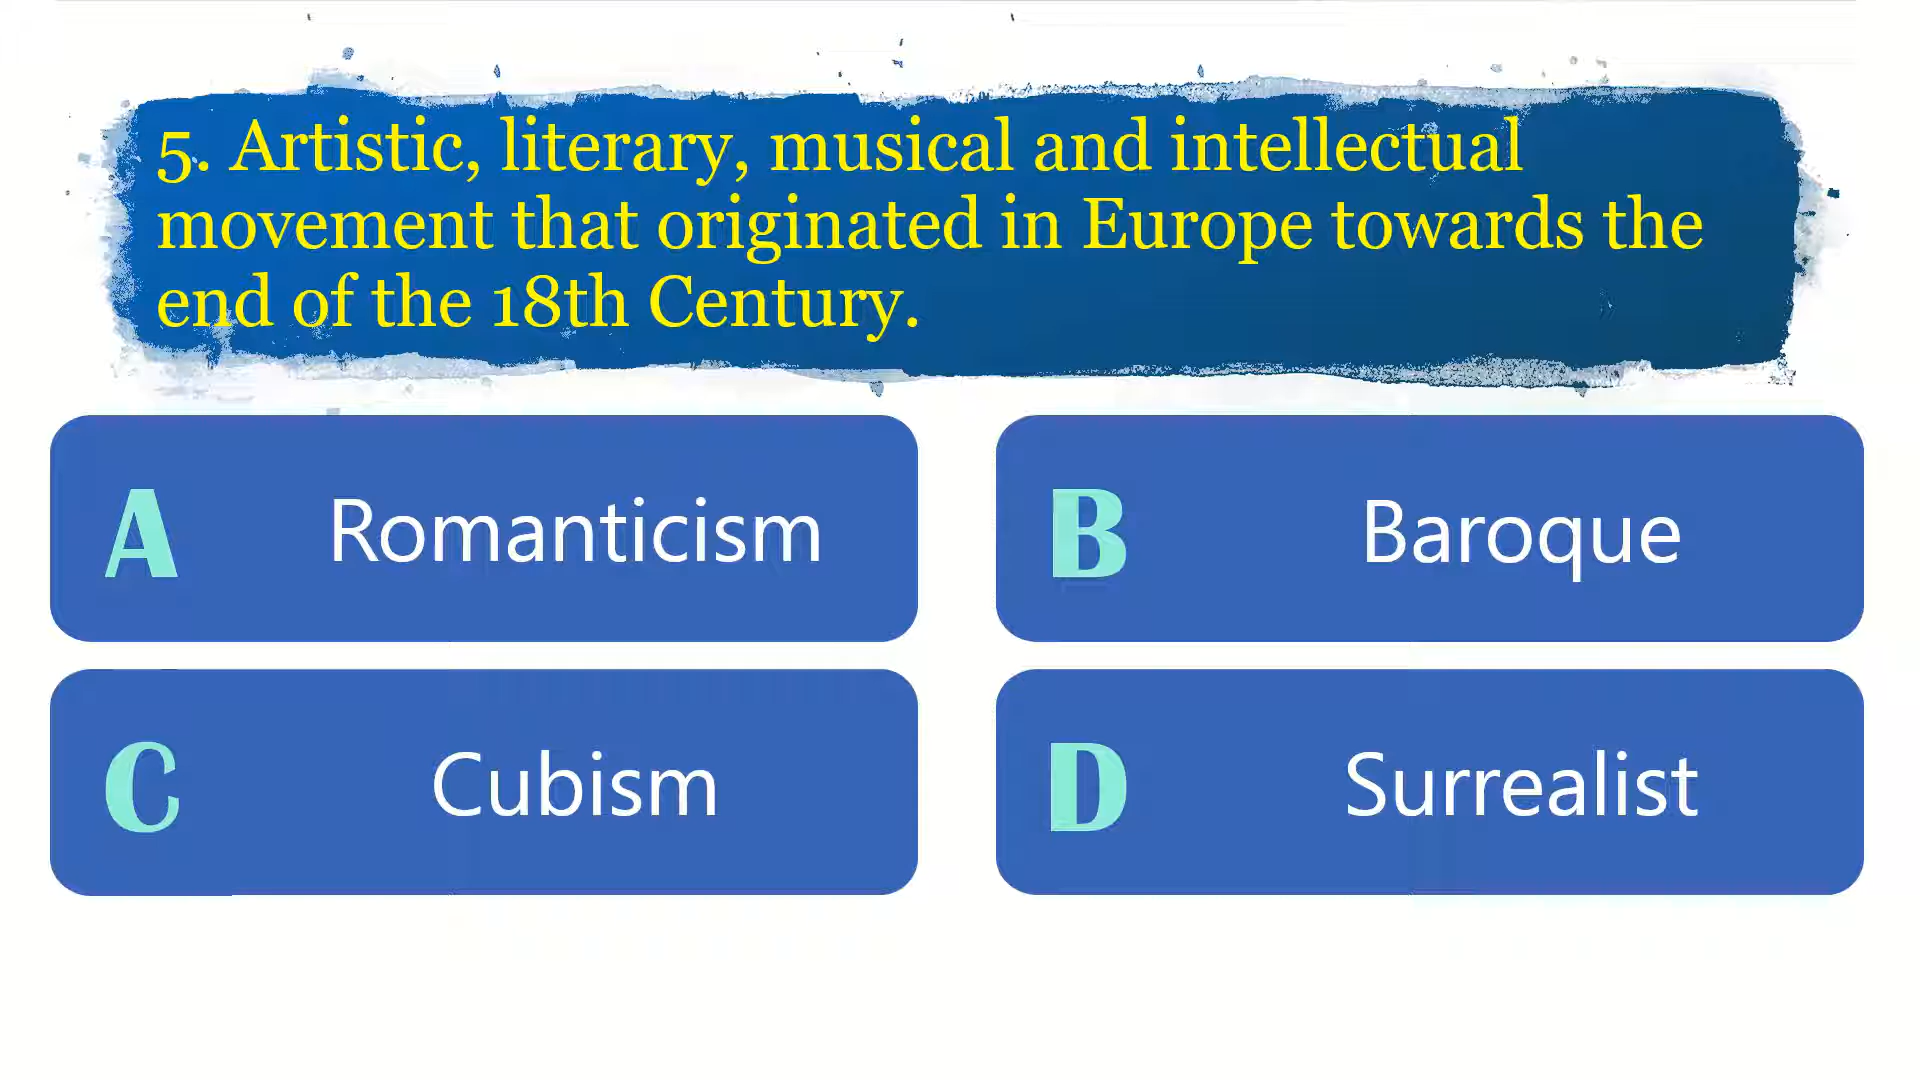 5. Artistic, literary, musical and intellectual
movement that originated in Europe towards the
end of the 18th Century.
A Romanticism
B Baroque
C Cubism
D Surrealist